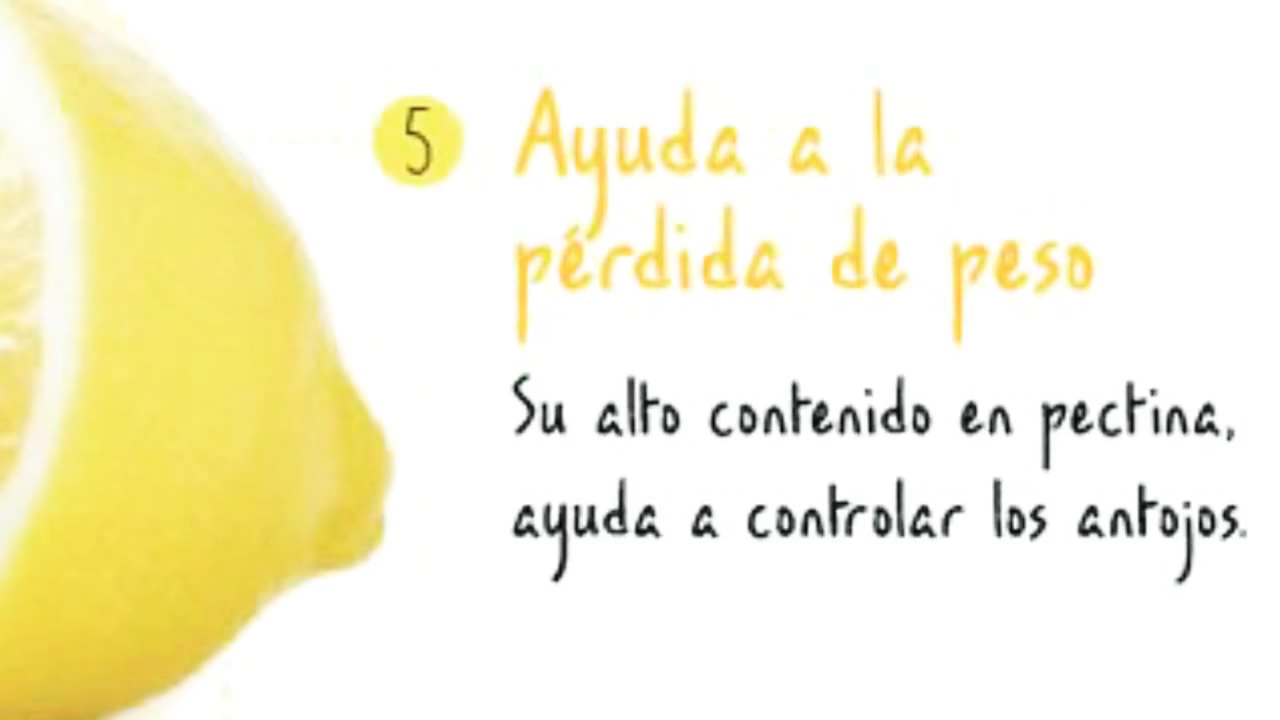 5 Ayuda a la
pérdida de peso
Su alto contenido en pectina,
ayuda a controlar los antojos.